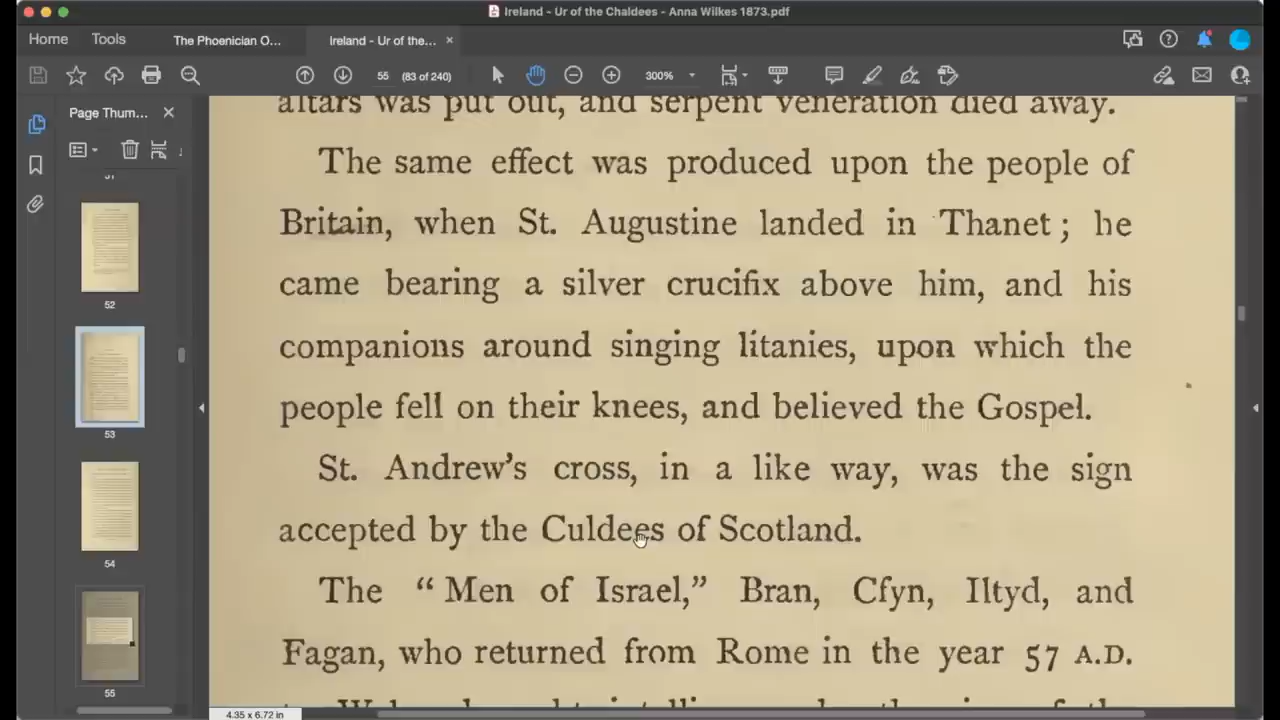 Ireland - Ur of the Chaldees - Anna Wilkes 1873.pdf
Home
Tools
The Phoenician O...
Ireland - Ur of the...
55
(83 of 240)
300%
Page Thum...
52
53
54
55
altars was put out, and serpent veneration died away.
The same effect was produced upon the people of
Britain, when St. Augustine landed in Thanet ; he
came bearing a silver crucifix above him, and his
companions around singing litanies, upon which the
people fell on their knees, and believed the Gospel.
St. Andrew's cross, in a like way, was the sign
accepted by the Culdees of Scotland.
The "Men of Israel," Bran, Cfyn, Iltyd, and
Fagan, who returned from Rome in the year 57 A.D.
4.35 x 6.72 in